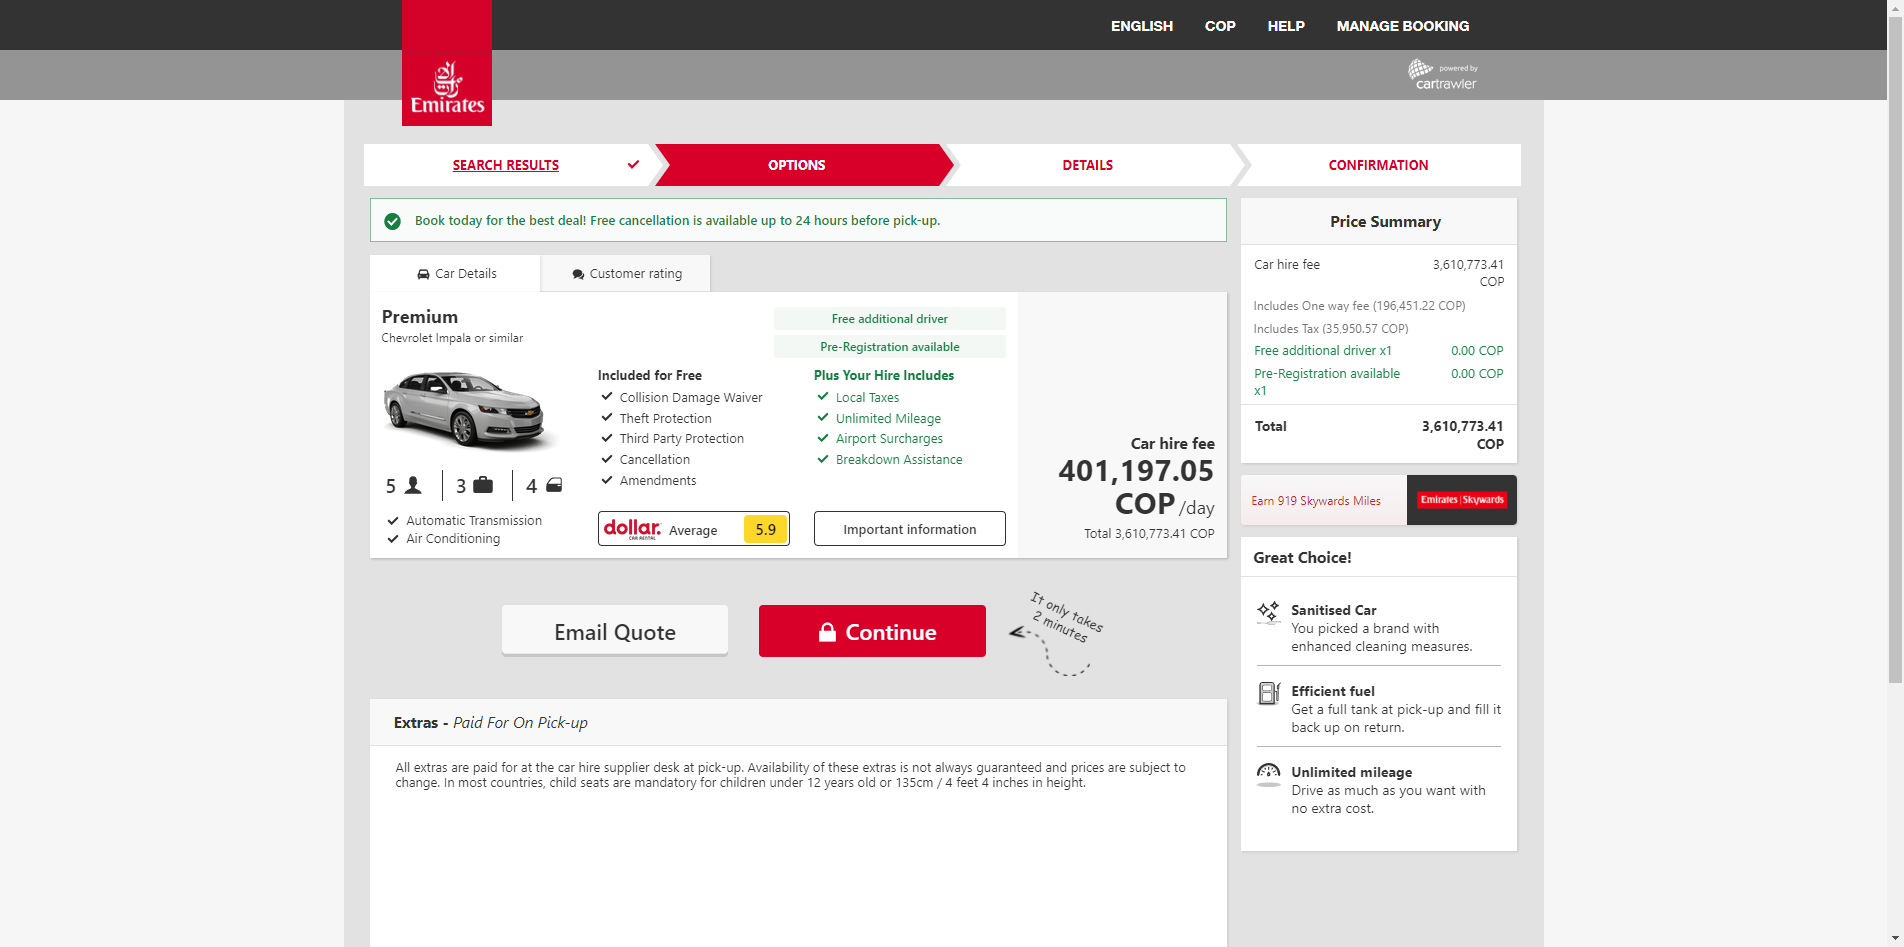 ENGLISH
COP
HELP
MANAGE BOOKING
Emirates
powered by
cartrawler
SEARCH RESULTS
OPTIONS
DETAILS
CONFIRMATION
Book today for the best deal! Free cancellation is available up to 24 hours before pick-up.
Car Details
Customer rating
Premium
Chevrolet Impala or similar
Free additional driver
Pre-Registration available
5
3
4
Automatic Transmission
Air Conditioning
Included for Free
Collision Damage Waiver
Theft Protection
Third Party Protection
Cancellation
Amendments
dollar.
CAR RENTAL
Average
5.9
Plus Your Hire Includes
Local Taxes
Unlimited Mileage
Airport Surcharges
Breakdown Assistance
Important information
Car hire fee
401,197.05
COP /day
Total 3,610,773.41 COP
Email Quote
Continue
It only takes
2 minutes
Extras - Paid For On Pick-up
All extras are paid for at the car hire supplier desk at pick-up. Availability of these extras is not always guaranteed and prices are subject to
change. In most countries, child seats are mandatory for children under 12 years old or 135cm / 4 feet 4 inches in height.
Price Summary
Car hire fee
3,610,773.41
COP
Includes One way fee (196,451.22 COP)
Includes Tax (35,950.57 COP)
Free additional driver x1
0.00 COP
Pre-Registration available
x1
0.00 COP
Total
3,610,773.41
COP
Earn 919 Skywards Miles
Emirates | Skywards
Great Choice!
Sanitised Car
You picked a brand with
enhanced cleaning measures.
Efficient fuel
Get a full tank at pick-up and fill it
back up on return.
Unlimited mileage
Drive as much as you want with
no extra cost.